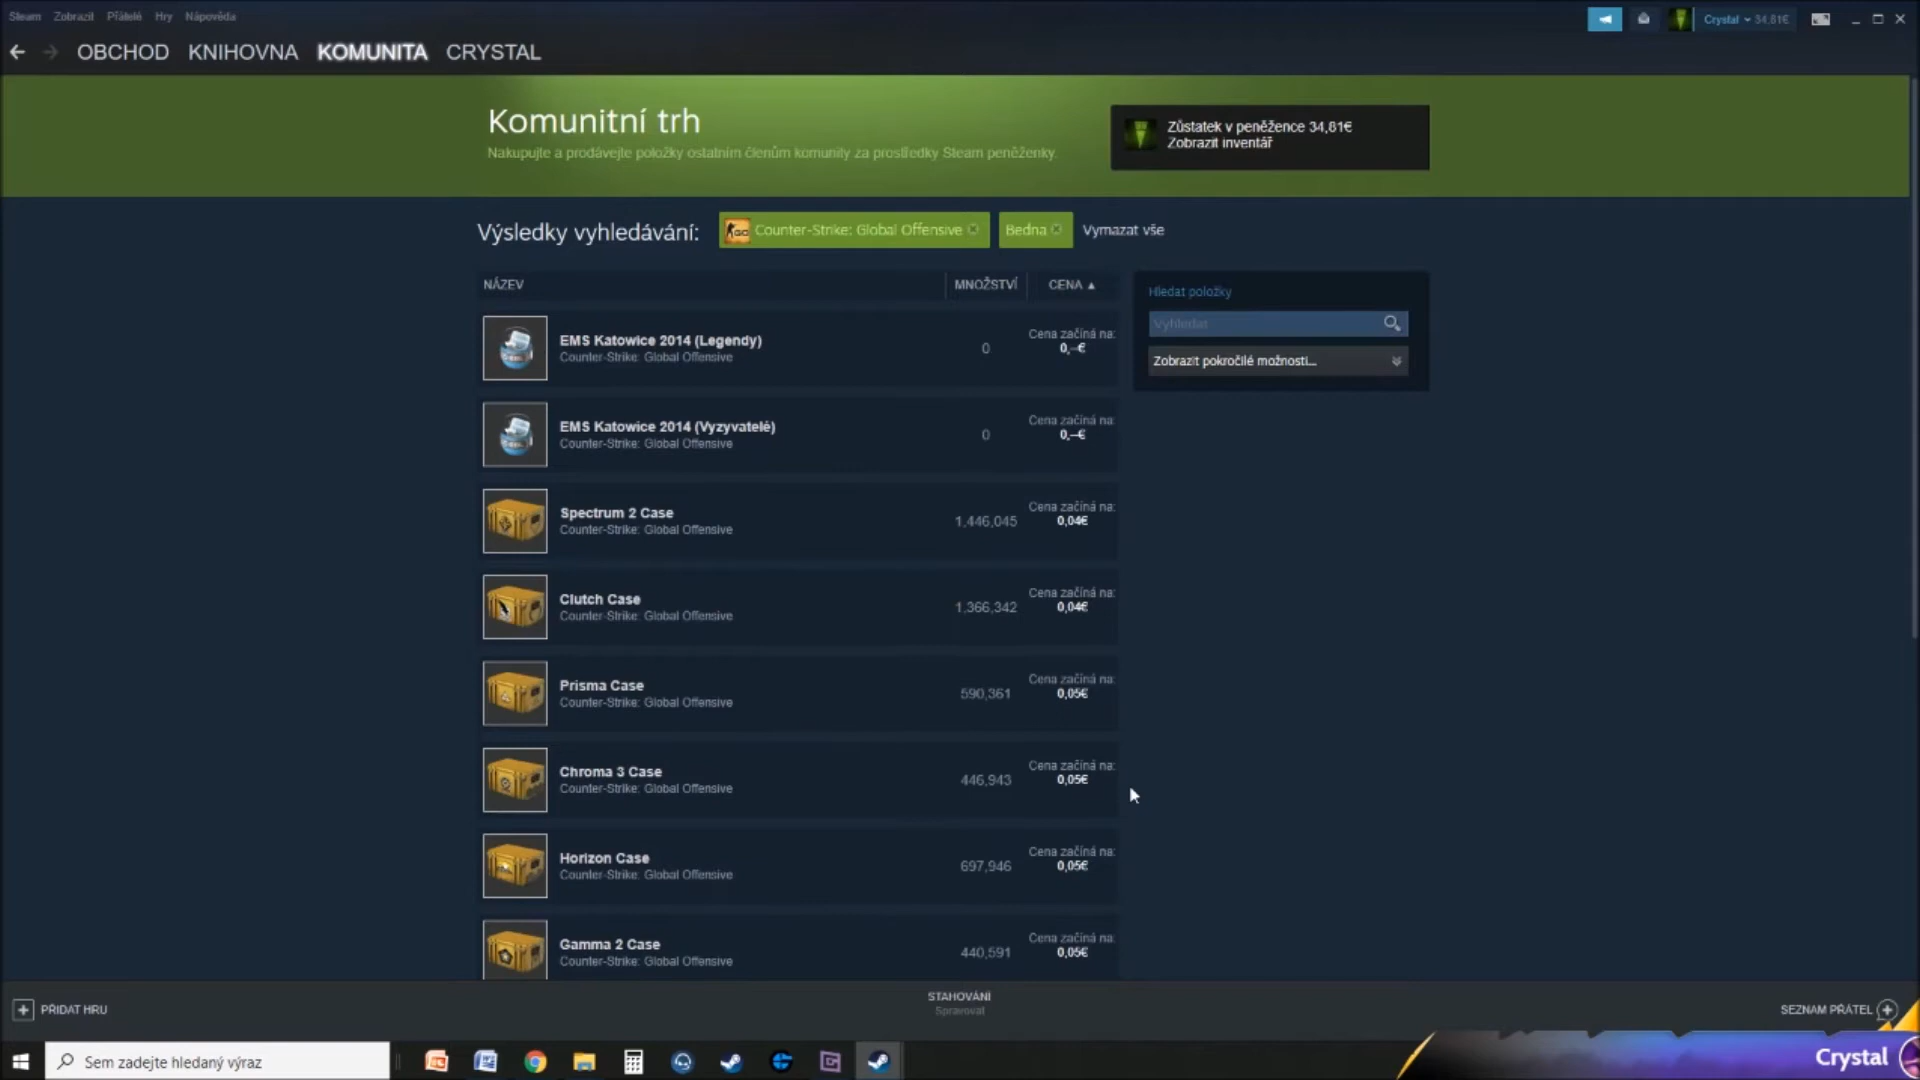 Steam Zobrazit Přátelé Hry Nápověda
Crystal 34,81€
OBCHOD KNIHOVNA KOMUNITA CRYSTAL
Komunitní trh
Nakupujte a prodávejte položky ostatním členům komunity za prostředky Steam peněženky.
Zůstatek v peněžence 34,81€
Zobrazit inventář
Výsledky vyhledávání: Counter-Strike: Global Offensive Bedna Vymazat vše
NÁZEV MNOŽSTVÍ CENA ▲
Hledat položky
Vyhledat
Zobrazit pokročilé možnosti...
EMS Katowice 2014 (Legendy)
Counter-Strike: Global Offensive
0
Cena začíná na:
0,--€
EMS Katowice 2014 (Vyzyvatelé)
Counter-Strike: Global Offensive
0
Cena začíná na:
0,--€
Spectrum 2 Case
Counter-Strike: Global Offensive
1,446,045
Cena začíná na:
0,04€
Clutch Case
Counter-Strike: Global Offensive
1,366,342
Cena začíná na:
0,04€
Prisma Case
Counter-Strike: Global Offensive
590,361
Cena začíná na:
0,05€
Chroma 3 Case
Counter-Strike: Global Offensive
446,943
Cena začíná na:
0,05€
Horizon Case
Counter-Strike: Global Offensive
697,946
Cena začíná na:
0,05€
Gamma 2 Case
Counter-Strike: Global Offensive
440,591
Cena začíná na:
0,05€
PŘIDAT HRU
STAHOVÁNÍ
Spravovat
SEZNAM PŘÁTEL
Sem zadejte hledaný výraz
Crystal